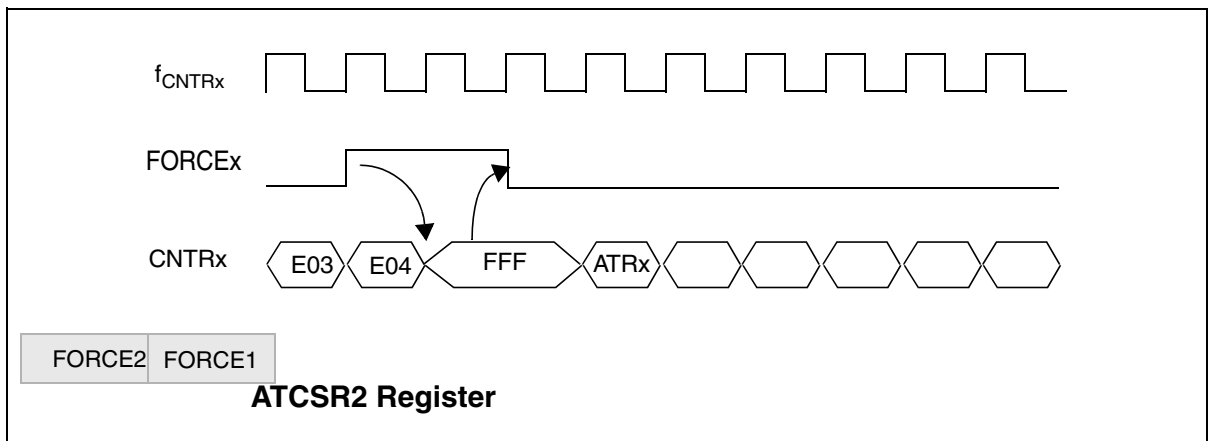 fCNTRx
FORCEx
CNTRx E03 E04 FFF ATRx
FORCE2 FORCE1
ATCSR2 Register